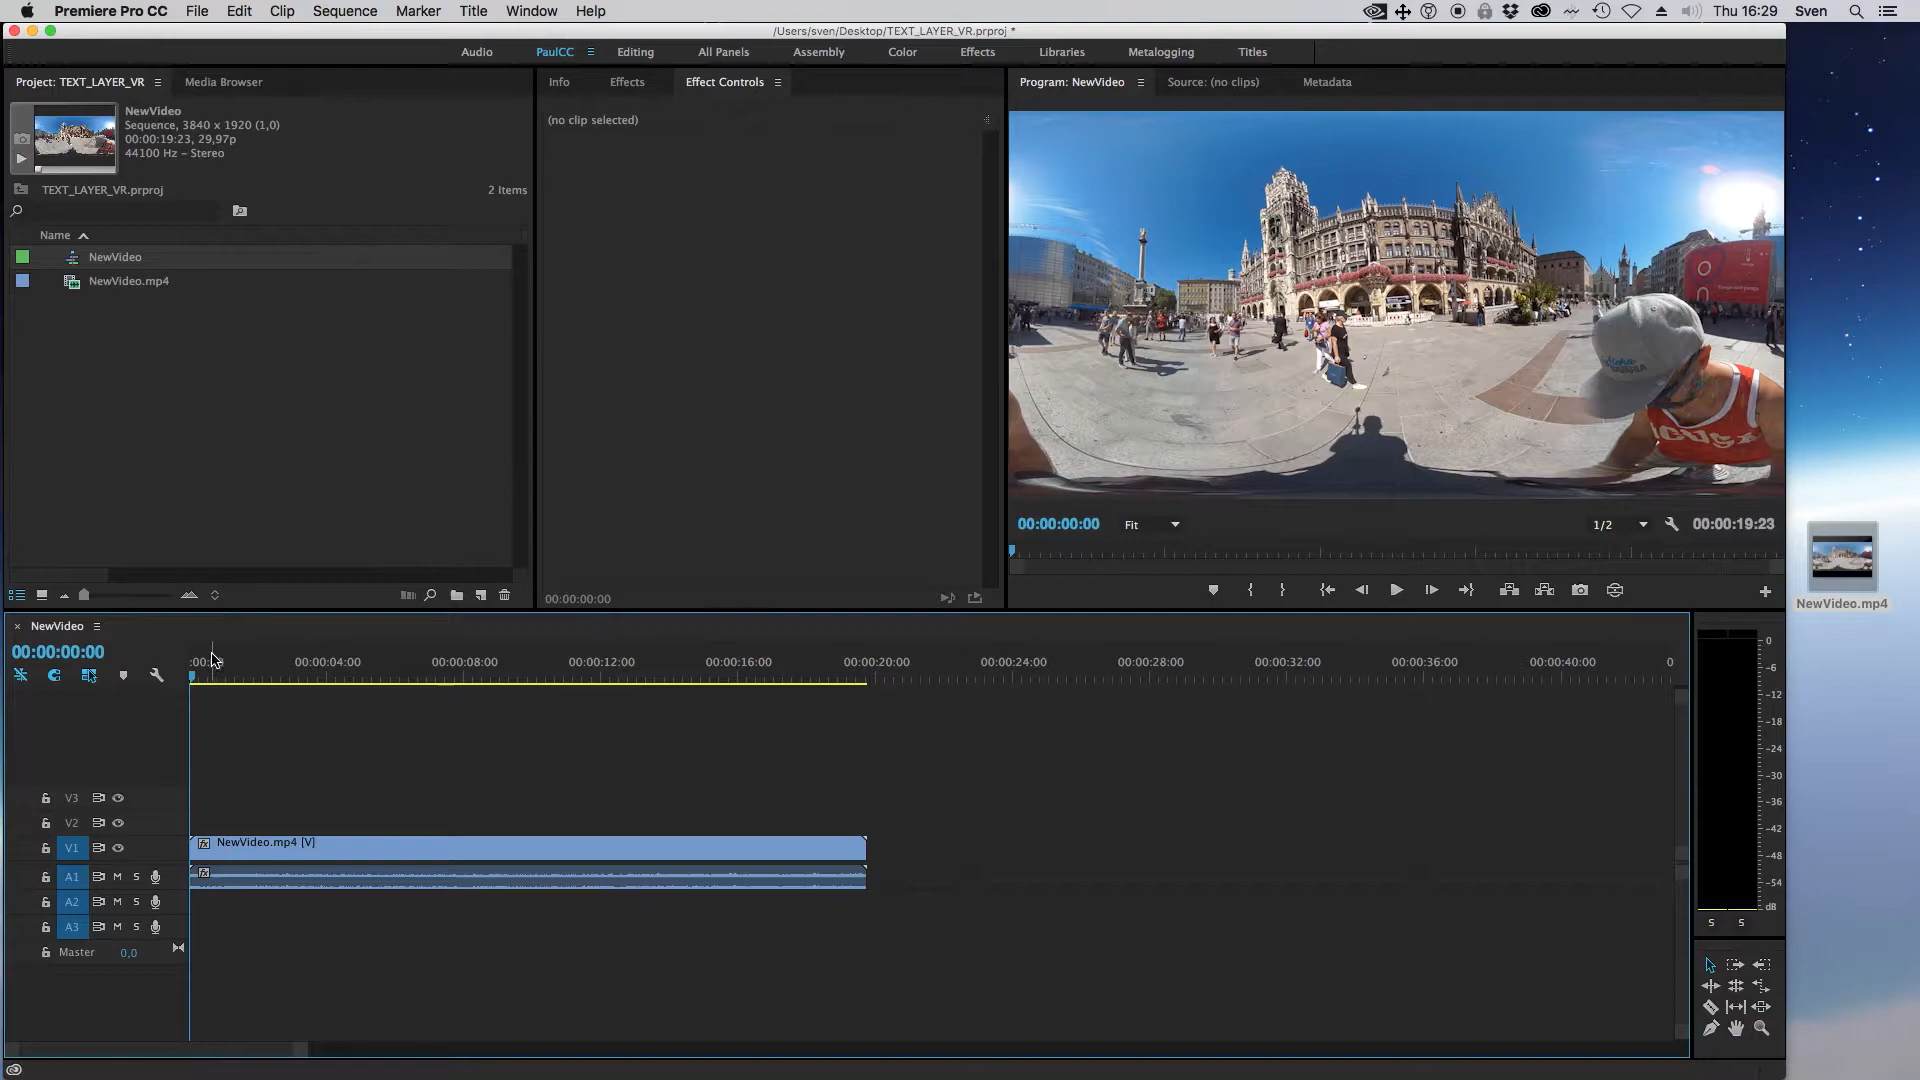 Premiere Pro CC File Edit Clip Sequence Marker Title Window Help Thu 16:29 Sven
/Users/sven/Desktop/TEXT_LAYER_VR.prproj *
Audio PaulCC Editing All Panels Assembly Color Effects Libraries Metalogging Titles
Project: TEXT_LAYER_VR Media Browser
Info Effects Effect Controls
Program: NewVideo Source: (no clips) Metadata
NewVideo
Sequence, 3840 x 1920 (1,0)
00:00:19:23, 29,97p
44100 Hz – Stereo
(no clip selected)
TEXT_LAYER_VR.prproj 2 Items
Name
NewVideo
NewVideo.mp4
00:00:00:00 Fit 1/2 00:00:19:23
00:00:00:00
NewVideo.mp4
NewVideo
00:00:00:00
00:00:04:00 00:00:08:00 00:00:12:00 00:00:16:00 00:00:20:00 00:00:24:00 00:00:28:00 00:00:32:00 00:00:36:00 00:00:40:00 0
V3
V2
V1 NewVideo.mp4 [V]
A1 M S
A2 M S
A3 M S
Master 0,0
0
-6
-12
-18
-24
-30
-36
-42
-48
-54
dB
S S